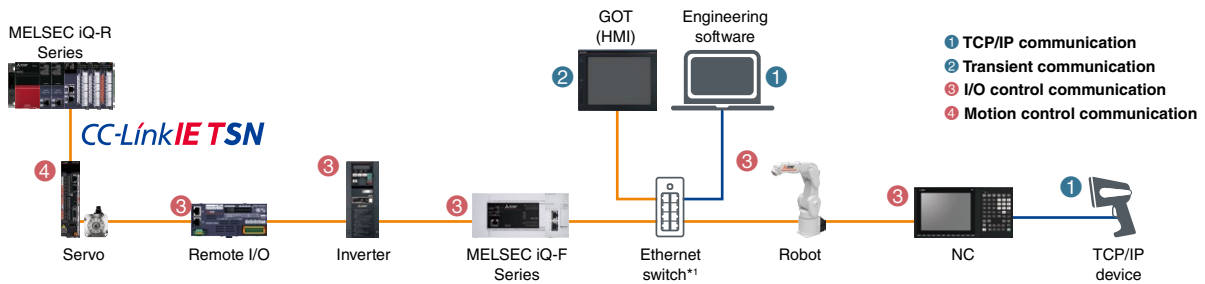 MELSEC iQ-R
Series
CC-Link IE TSN
GOT
(HMI)
Engineering
software
1 TCP/IP communication
2 Transient communication
3 I/O control communication
4 Motion control communication
2
1
4
3
3
3
3
3
1
Servo
Remote I/O
Inverter
MELSEC iQ-F
Series
Ethernet
switch*1
Robot
NC
TCP/IP
device